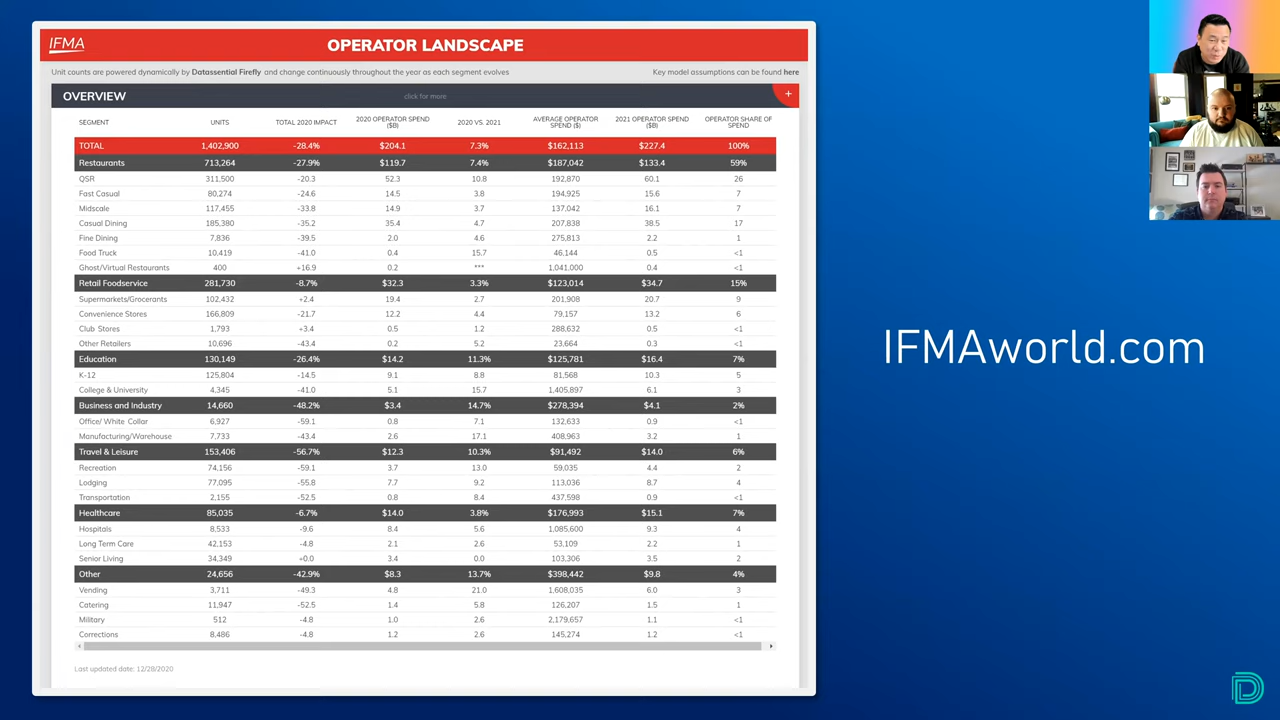 IFMA
OPERATOR LANDSCAPE
Unit counts are powered dynamically by Datassential Firefly and change continuously throughout the year as each segment evolves
Key model assumptions can be found here
OVERVIEW click for more +
SEGMENT UNITS TOTAL 2020 IMPACT 2020 OPERATOR SPEND ($B) 2020 VS. 2021 AVERAGE OPERATOR SPEND ($) 2021 OPERATOR SPEND ($B) OPERATOR SHARE OF SPEND
TOTAL 1,402,900 -28.4% $204.1 7.3% $162,113 $227.4 100%
Restaurants 713,264 -27.9% $119.7 7.4% $187,042 $133.4 59%
QSR 311,500 -20.3 52.3 10.8 192,870 60.1 26
Fast Casual 80,274 -24.6 14.5 3.8 194,925 15.6 7
Midscale 117,455 -33.8 14.9 3.7 137,042 16.1 7
Casual Dining 185,380 -35.2 35.4 4.7 207,838 38.5 17
Fine Dining 7,836 -39.5 2.0 4.6 275,813 2.2 1
Food Truck 10,419 -41.0 0.4 15.7 46,144 0.5 <1
Ghost/Virtual Restaurants 400 +16.9 0.2 *** 1,041,000 0.4 <1
Retail Foodservice 281,730 -8.7% $32.3 3.3% $123,014 $34.7 15%
Supermarkets/Grocerants 102,432 +2.4 19.4 2.7 201,908 20.7 9
Convenience Stores 166,809 -21.7 12.2 4.4 79,157 13.2 6
Club Stores 1,793 +3.4 0.5 1.2 288,632 0.5 <1
Other Retailers 10,696 -43.4 0.2 5.2 23,664 0.3 <1
Education 130,149 -26.4% $14.2 11.3% $125,781 $16.4 7%
K-12 125,804 -14.5 9.1 8.8 81,568 10.3 5
College & University 4,345 -41.0 5.1 15.7 1,405,897 6.1 3
Business and Industry 14,660 -48.2% $3.4 14.7% $278,394 $4.1 2%
Office/ White Collar 6,927 -59.1 0.8 7.1 132,633 0.9 <1
Manufacturing/Warehouse 7,733 -43.4 2.6 17.1 408,963 3.2 1
Travel & Leisure 153,406 -56.7% $12.3 10.3% $91,492 $14.0 6%
Recreation 74,156 -59.1 3.7 13.0 59,035 4.4 2
Lodging 77,095 -55.8 7.7 9.2 113,036 8.7 4
Transportation 2,155 -52.5 0.8 8.4 437,598 0.9 <1
Healthcare 85,035 -6.7% $14.0 3.8% $176,993 $15.1 7%
Hospitals 8,533 -9.6 8.4 5.6 1,085,600 9.3 4
Long Term Care 42,153 -4.8 2.1 2.6 53,109 2.2 1
Senior Living 34,349 +0.0 3.4 0.0 103,306 3.5 2
Other 24,656 -42.9% $8.3 13.7% $398,442 $9.8 4%
Vending 3,711 -49.3 4.8 21.0 1,608,035 6.0 3
Catering 11,947 -52.5 1.4 5.8 126,207 1.5 1
Military 512 -4.8 1.0 2.6 2,179,657 1.1 <1
Corrections 8,486 -4.8 1.2 2.6 145,274 1.2 <1
Last updated date: 12/28/2020
IFMAworld.com